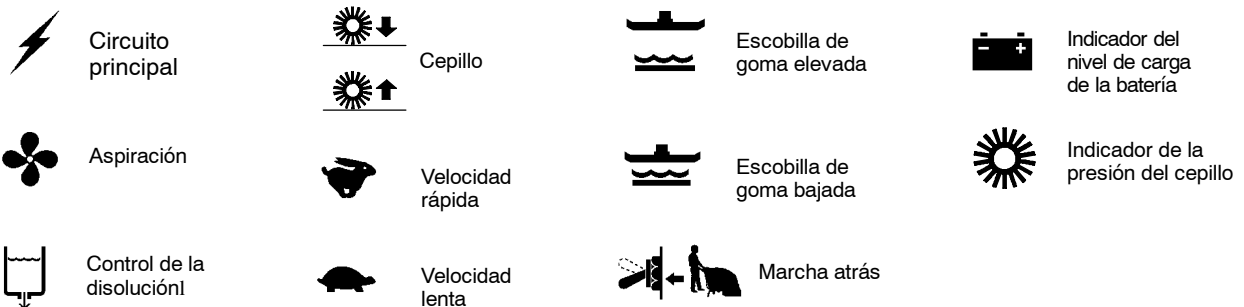 Circuito
principal
Aspiración
Control de la
disolución1
Cepillo
Velocidad
rápida
Velocidad
lenta
Escobilla de
goma elevada
Escobilla de
goma bajada
Marcha atrás
Indicador del
nivel de carga
de la batería
Indicador de la
presión del cepillo